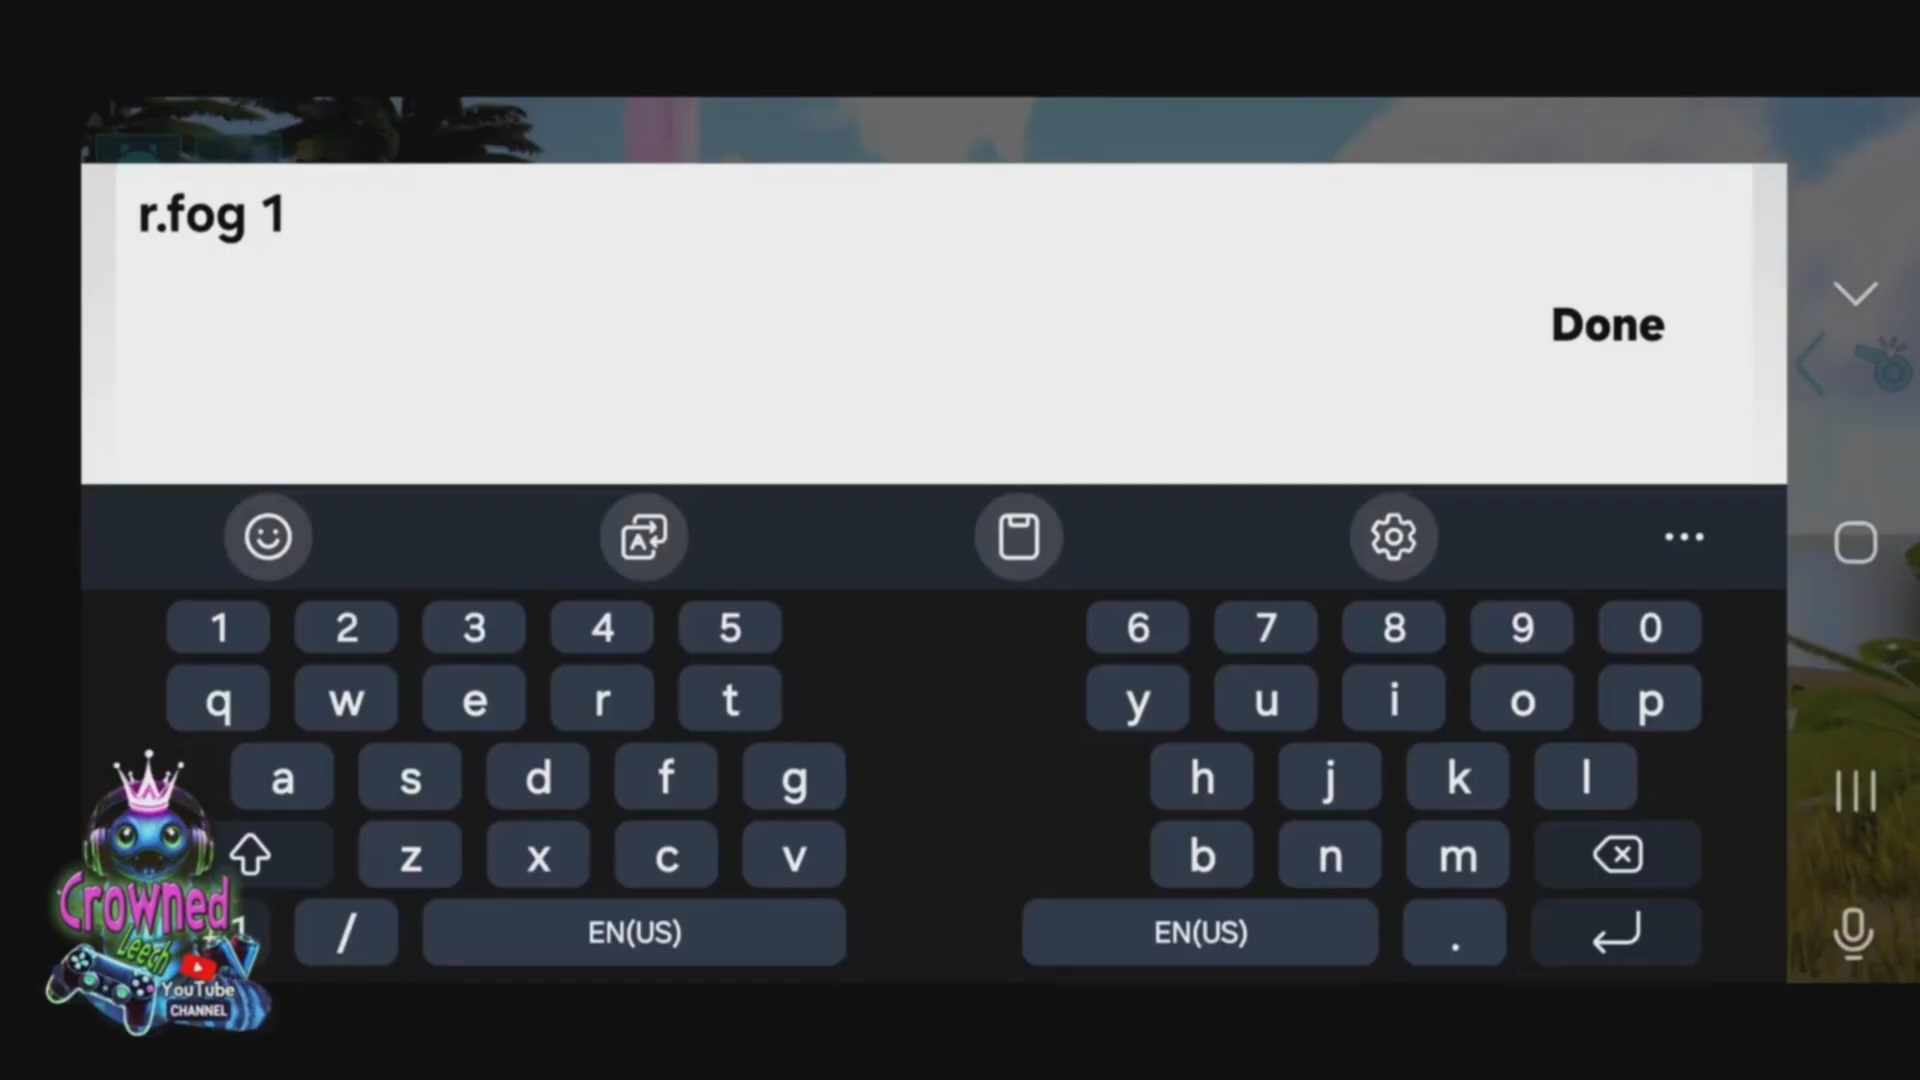 r.fog 1
Done
1 2 3 4 5 6 7 8 9 0
q w e r t y u i o p
a s d f g h j k l
z x c v b n m
/ EN(US) EN(US) .
Crowned
Leech
YouTube
CHANNEL